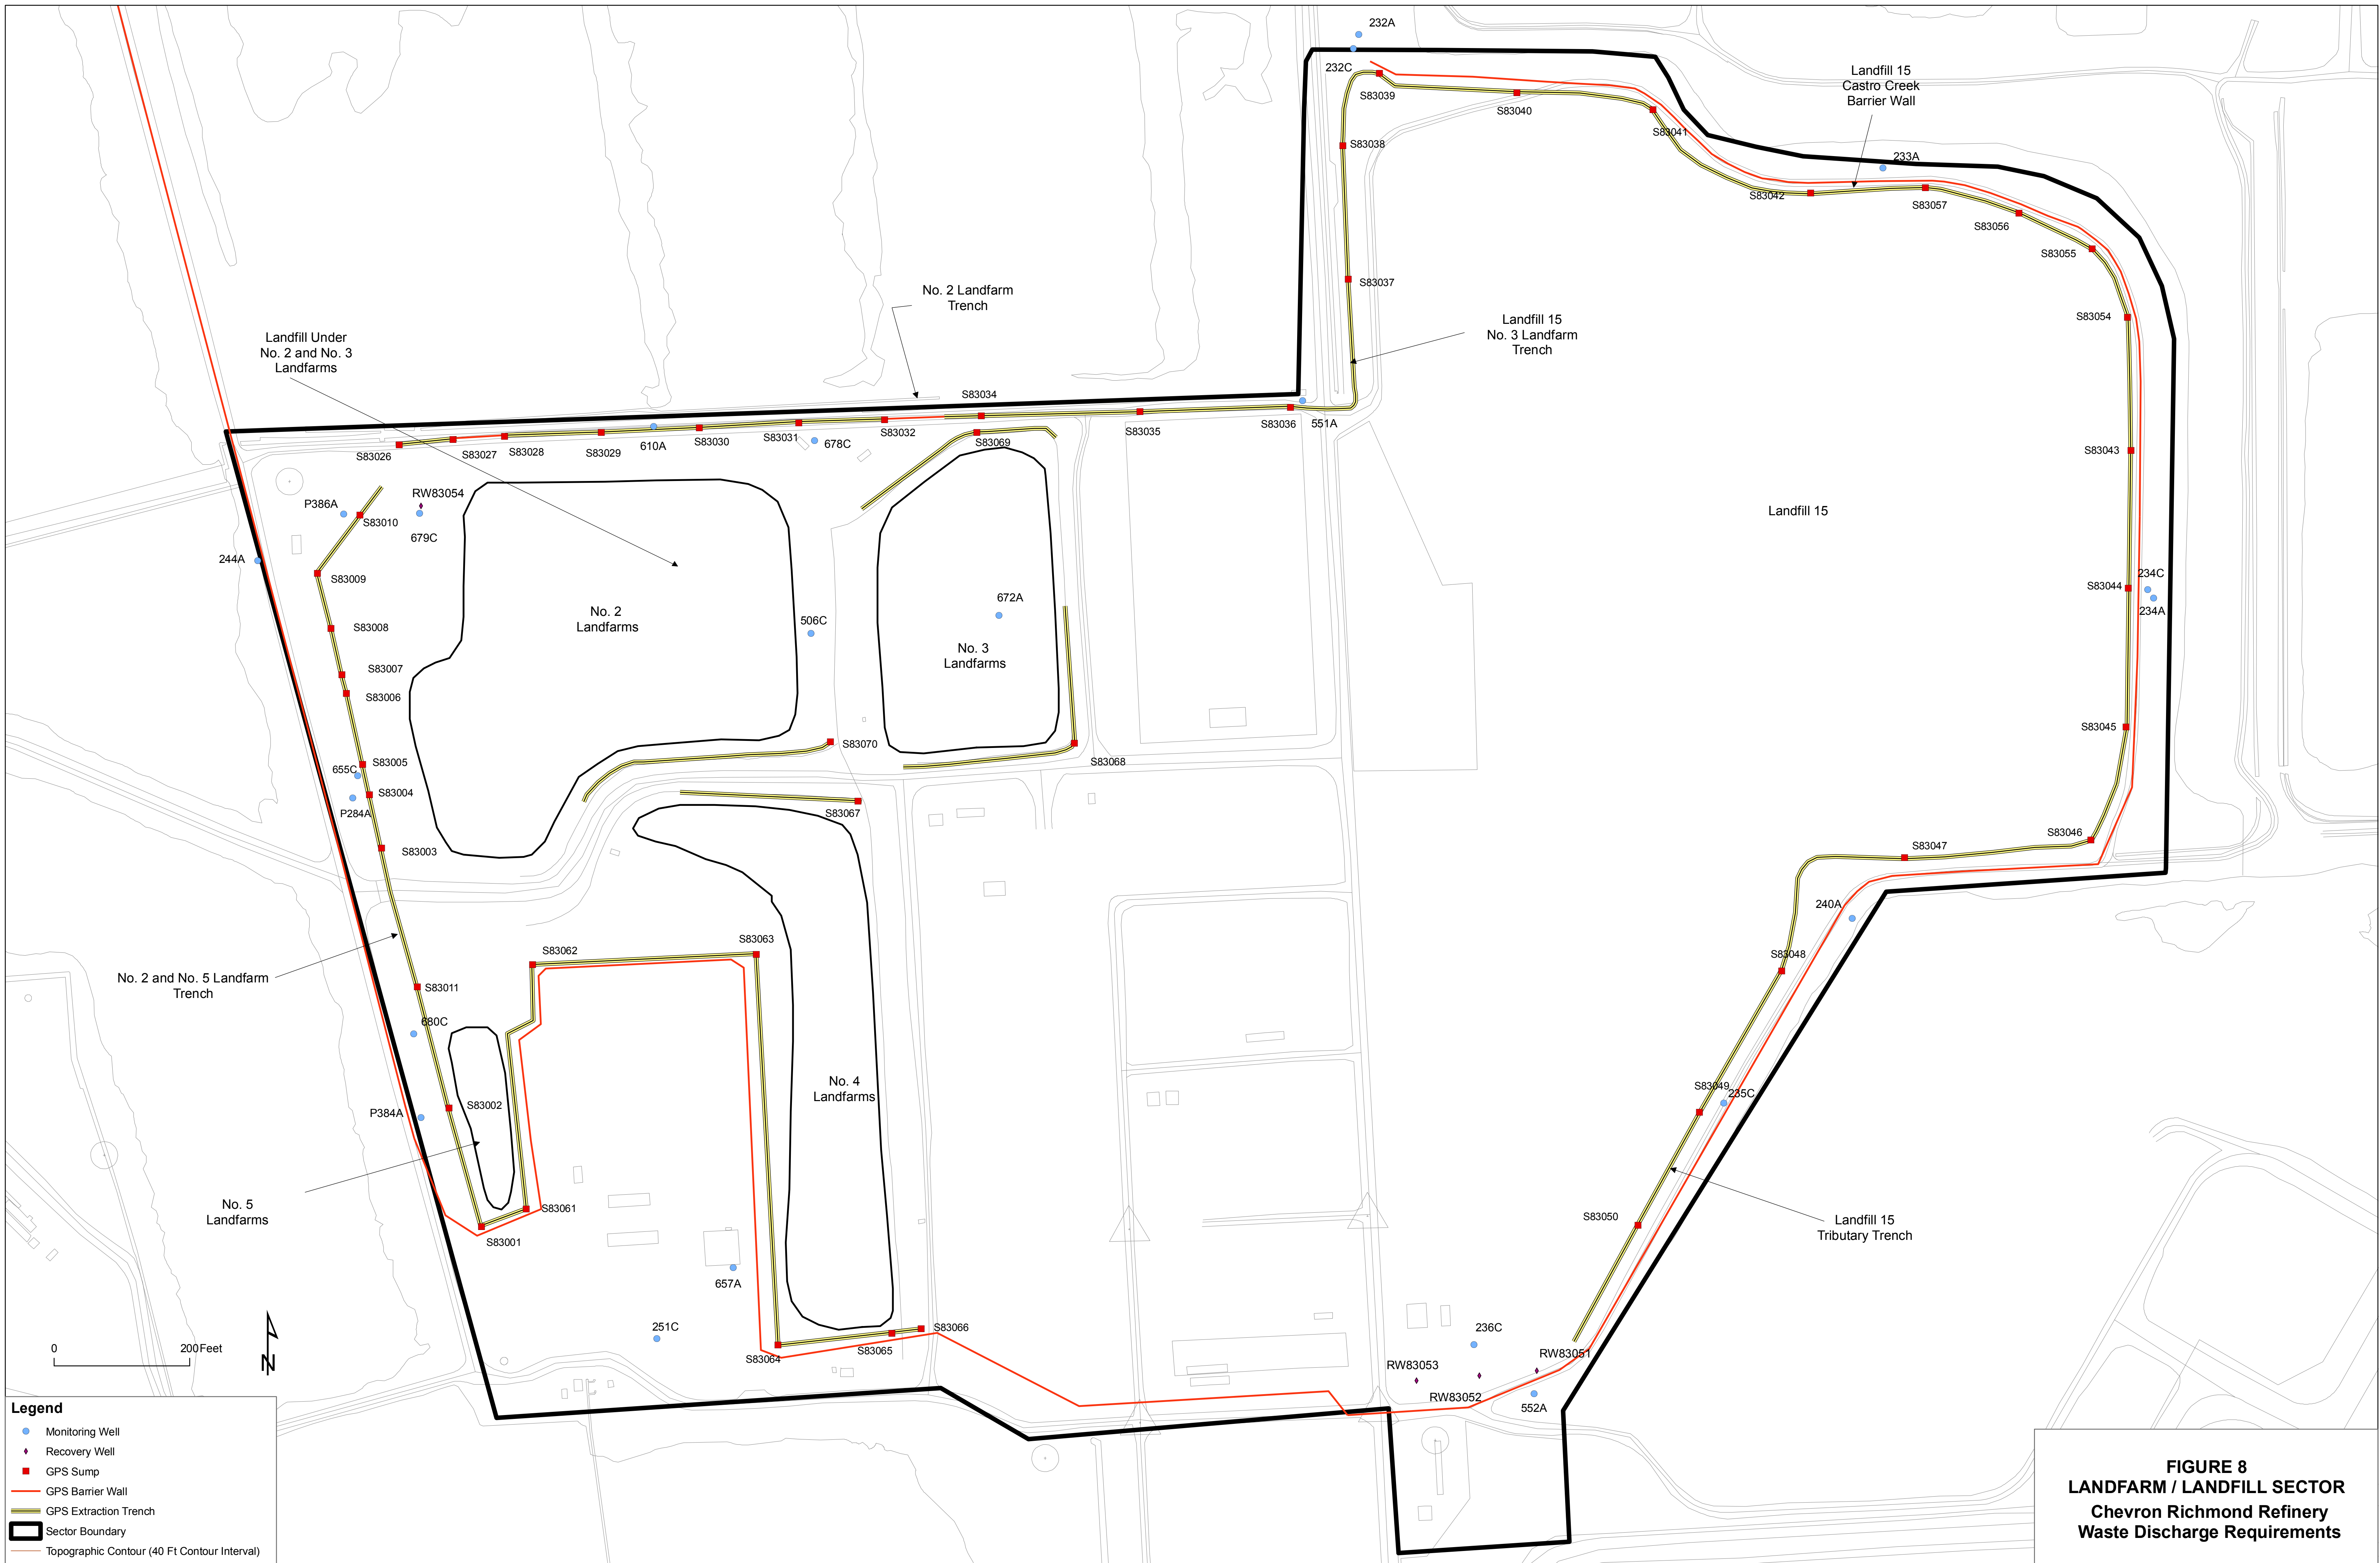 232A
232C
S83039
S83040
Landfill 15
Castro Creek
Barrier Wall
S83041
S83038
233A
S83042
S83057
S83056
S83055
S83037
No. 2 Landfarm
Trench
Landfill 15
No. 3 Landfarm
Trench
S83054
Landfill Under
No. 2 and No. 3
Landfarms
S83034
S83026
S83027
S83028
S83029
610A
S83030
S83031
678C
S83032
S83069
S83035
S83036
551A
S83043
P386A
RW83054
S83010
679C
Landfill 15
244A
S83009
S83044
234C
234A
No. 2
Landfarms
506C
672A
S83008
No. 3
Landfarms
S83007
S83006
S83045
S83070
S83005
655C
S83068
S83004
P284A
S83067
S83003
S83046
S83047
240A
S83062
S83063
S83048
No. 2 and No. 5 Landfarm
Trench
S83011
680C
No. 4
Landfarms
S83049
235C
P384A
S83002
No. 5
Landfarms
S83061
S83001
S83050
Landfill 15
Tributary Trench
657A
251C
S83064
S83065
S83066
236C
RW83053
RW83051
RW83052
552A
0
200 Feet
N
Legend
Monitoring Well
Recovery Well
GPS Sump
GPS Barrier Wall
GPS Extraction Trench
Sector Boundary
Topographic Contour (40 Ft Contour Interval)
FIGURE 8
LANDFARM / LANDFILL SECTOR
Chevron Richmond Refinery
Waste Discharge Requirements